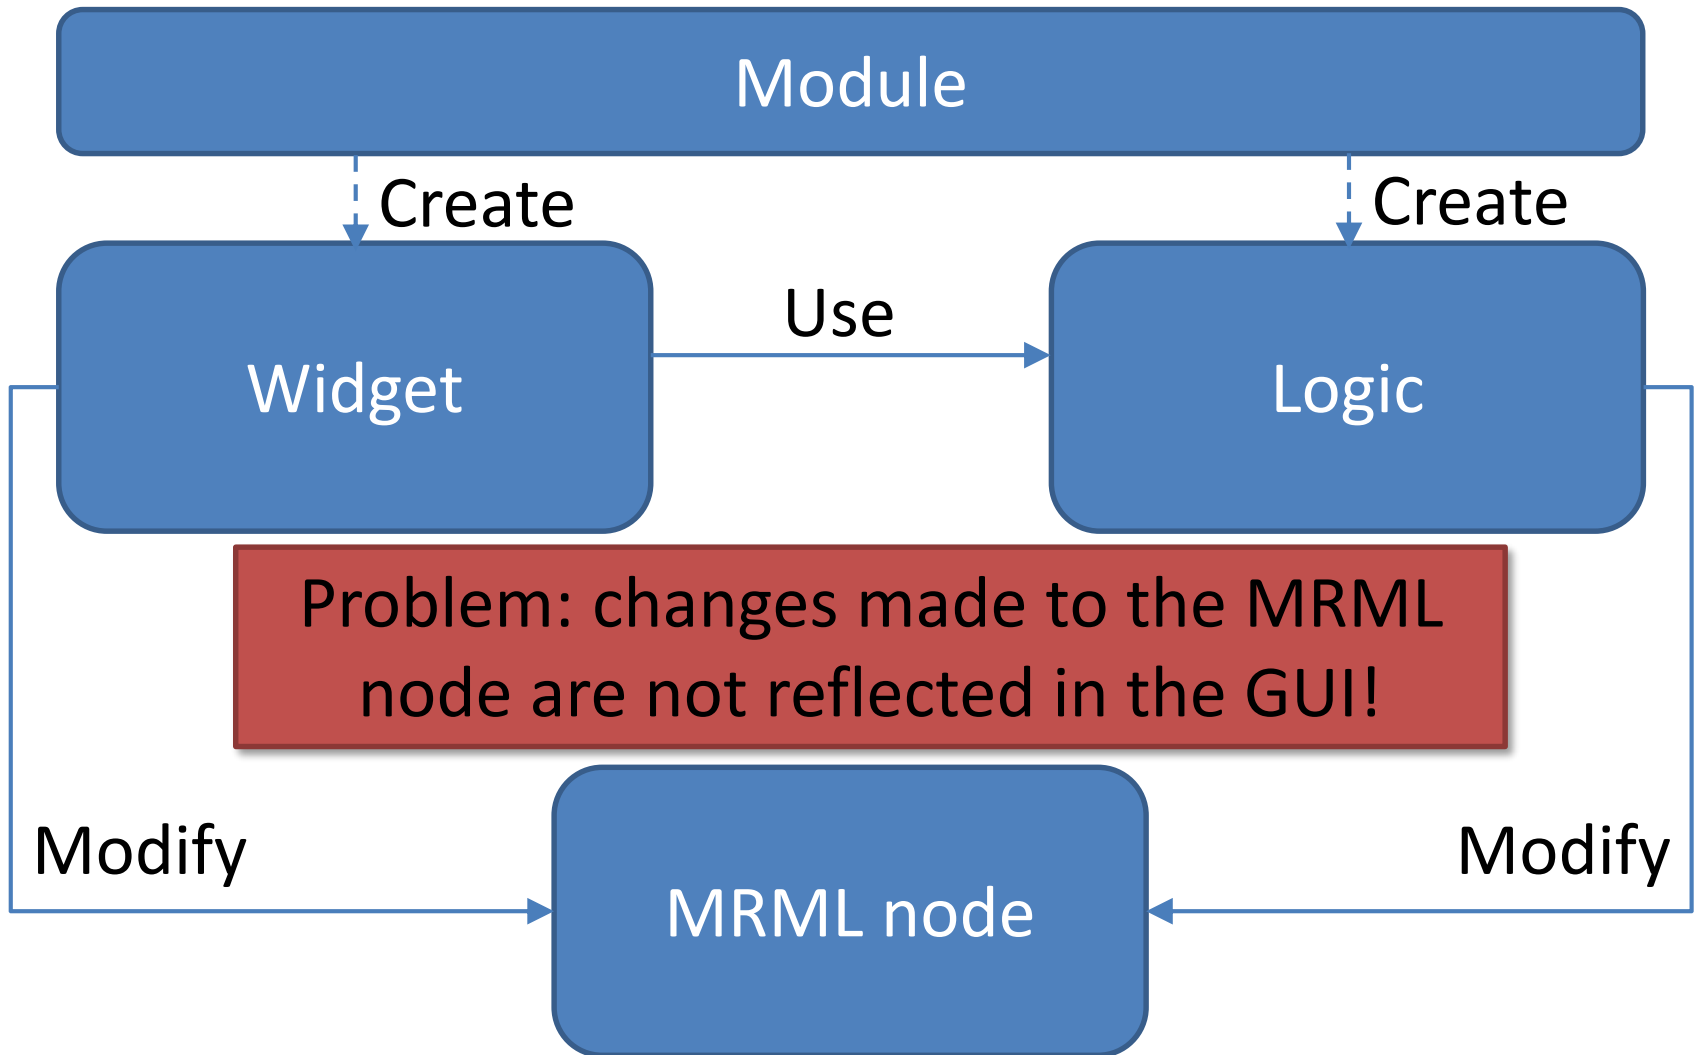 Module
Create
Create
Use
Widget
Logic
Problem: changes made to the MRML
node are not reflected in the GUI!
Modify
Modify
MRML node